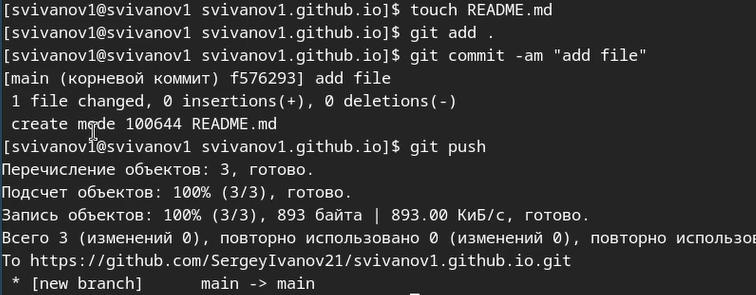 [svivanov1@svivanov1 svivanov1.github.io]$ touch README.md
[svivanov1@svivanov1 svivanov1.github.io]$ git add .
[svivanov1@svivanov1 svivanov1.github.io]$ git commit -am "add file"
[main (корневой коммит) f576293] add file
 1 file changed, 0 insertions(+), 0 deletions(-)
 create mode 100644 README.md
[svivanov1@svivanov1 svivanov1.github.io]$ git push
Перечисление объектов: 3, готово.
Подсчет объектов: 100% (3/3), готово.
Запись объектов: 100% (3/3), 893 байта | 893.00 КиБ/с, готово.
Всего 3 (изменений 0), повторно использовано 0 (изменений 0), повторно использов
To https://github.com/SergeyIvanov21/svivanov1.github.io.git
 * [new branch]      main -> main